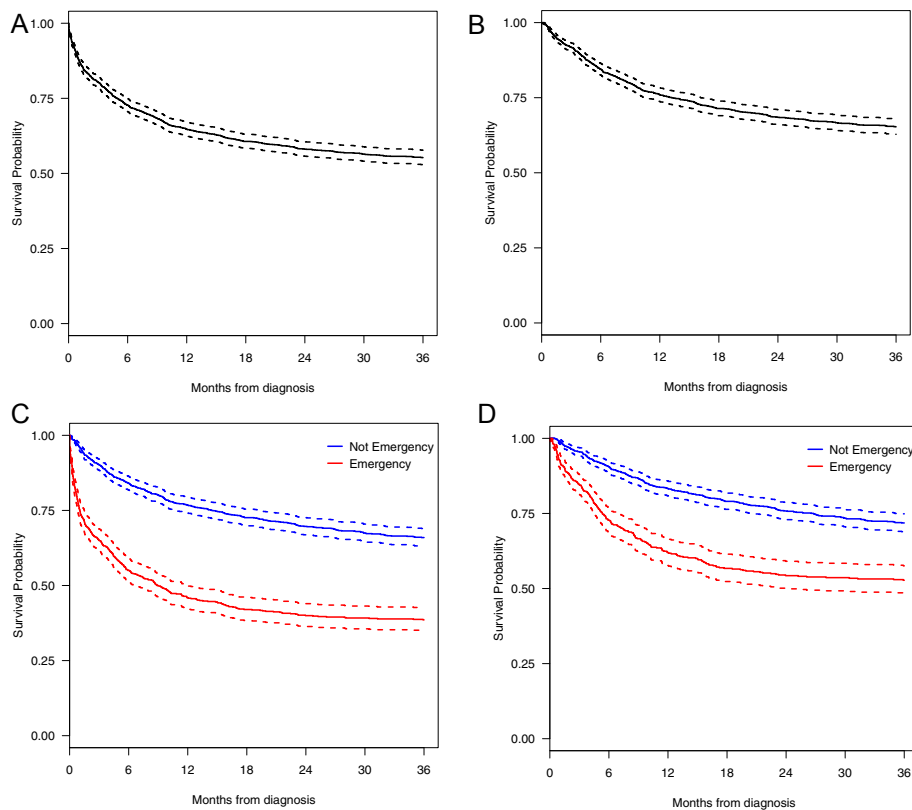 A
1.00
0.75
0.50
0.25
0.00
Survival Probability
0 6 12 18 24 30 36
Months from diagnosis
B
1.00
0.75
0.50
0.25
0.00
Survival Probability
0 6 12 18 24 30 36
Months from diagnosis
C
1.00
0.75
0.50
0.25
0.00
Survival Probability
Not Emergency
Emergency
0 6 12 18 24 30 36
Months from diagnosis
D
1.00
0.75
0.50
0.25
0.00
Survival Probability
Not Emergency
Emergency
0 6 12 18 24 30 36
Months from diagnosis